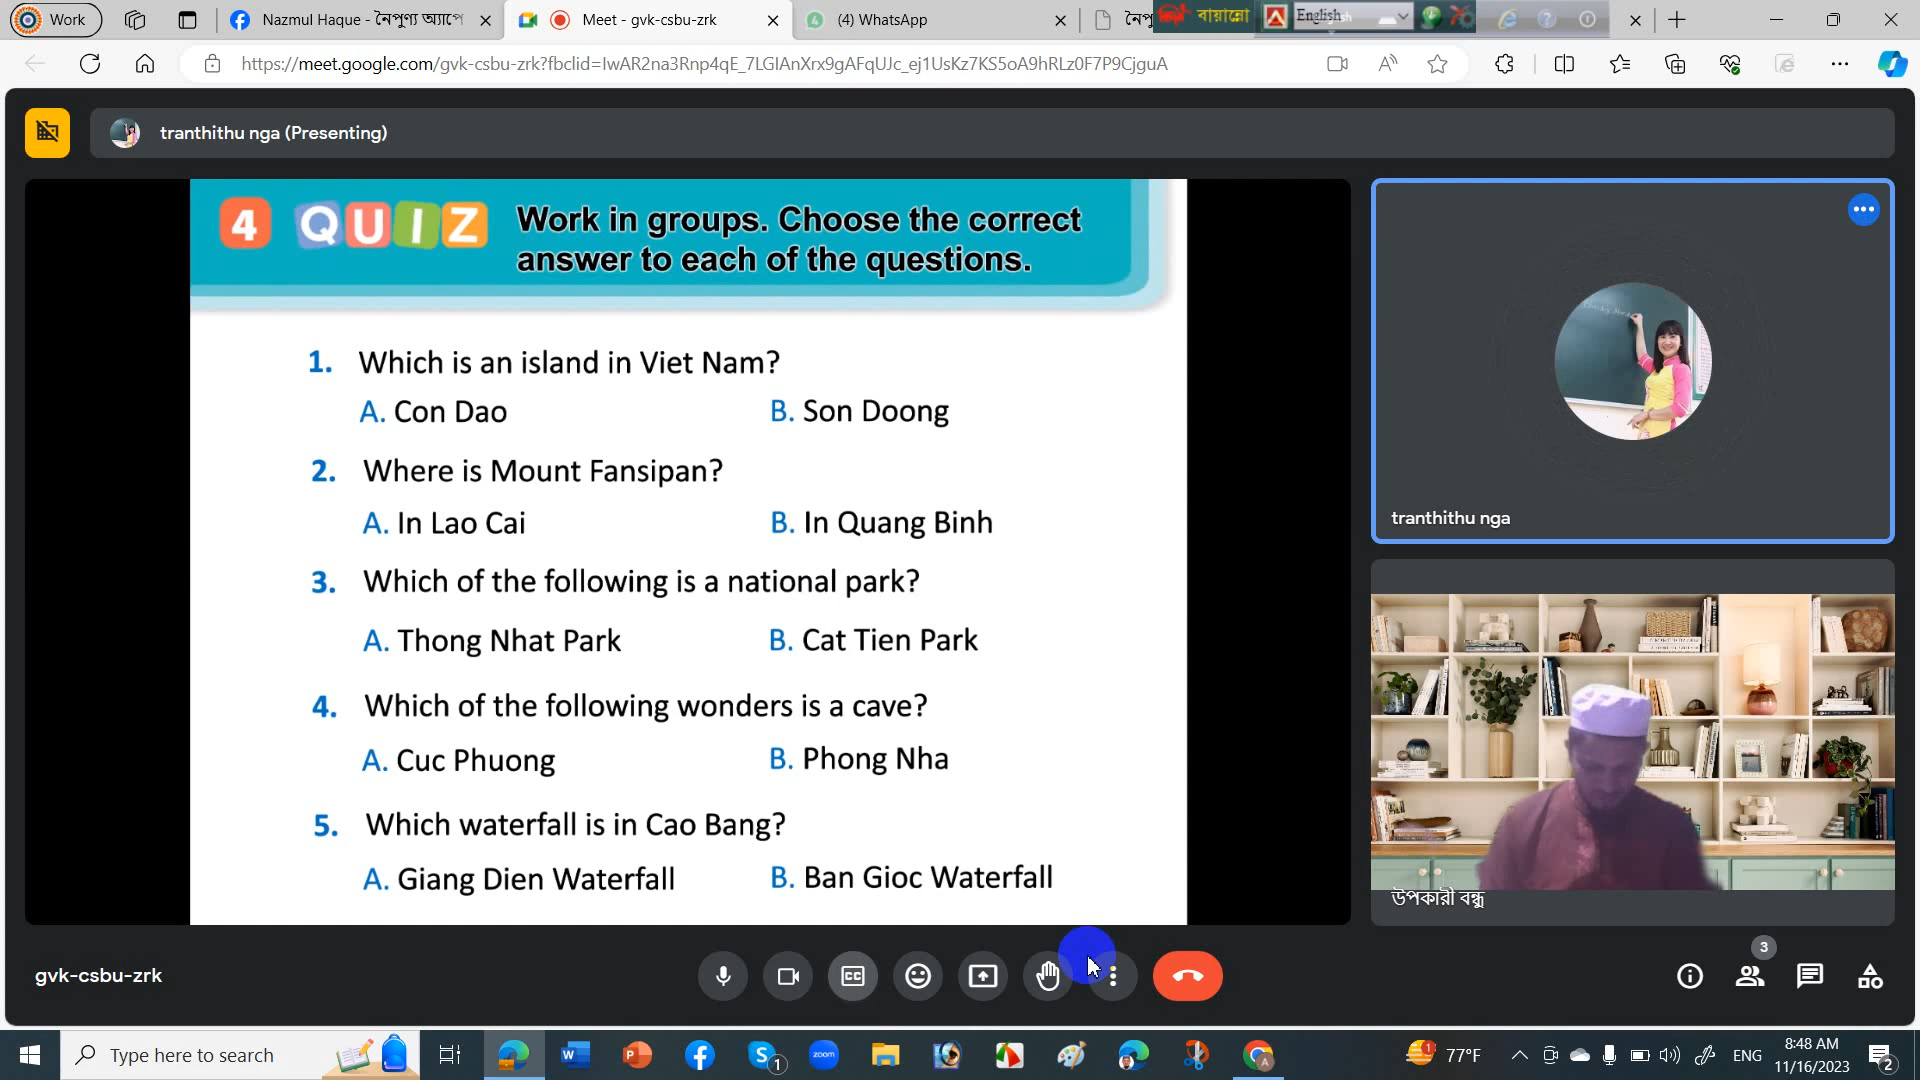 Work
Nazmul Haque - নৈপুণ্য অ্যাপে
Meet - gvk-csbu-zrk
(4) WhatsApp
নৈপু
বায়ান্নো
English
https://meet.google.com/gvk-csbu-zrk?fbclid=IwAR2na3Rnp4qE_7LGIAnXrx9gAFqUJc_ej1UsKz7KS5oA9hRLz0F7P9CjguA
tranthithu nga (Presenting)
4 QUIZ Work in groups. Choose the correct
answer to each of the questions.
1. Which is an island in Viet Nam?
A. Con Dao B. Son Doong
2. Where is Mount Fansipan?
A. In Lao Cai B. In Quang Binh
3. Which of the following is a national park?
A. Thong Nhat Park B. Cat Tien Park
4. Which of the following wonders is a cave?
A. Cuc Phuong B. Phong Nha
5. Which waterfall is in Cao Bang?
A. Giang Dien Waterfall B. Ban Gioc Waterfall
tranthithu nga
উপকারী বন্ধু
gvk-csbu-zrk
3
Type here to search
1
zoom
1
77°F
ENG
8:48 AM
11/16/2023
2